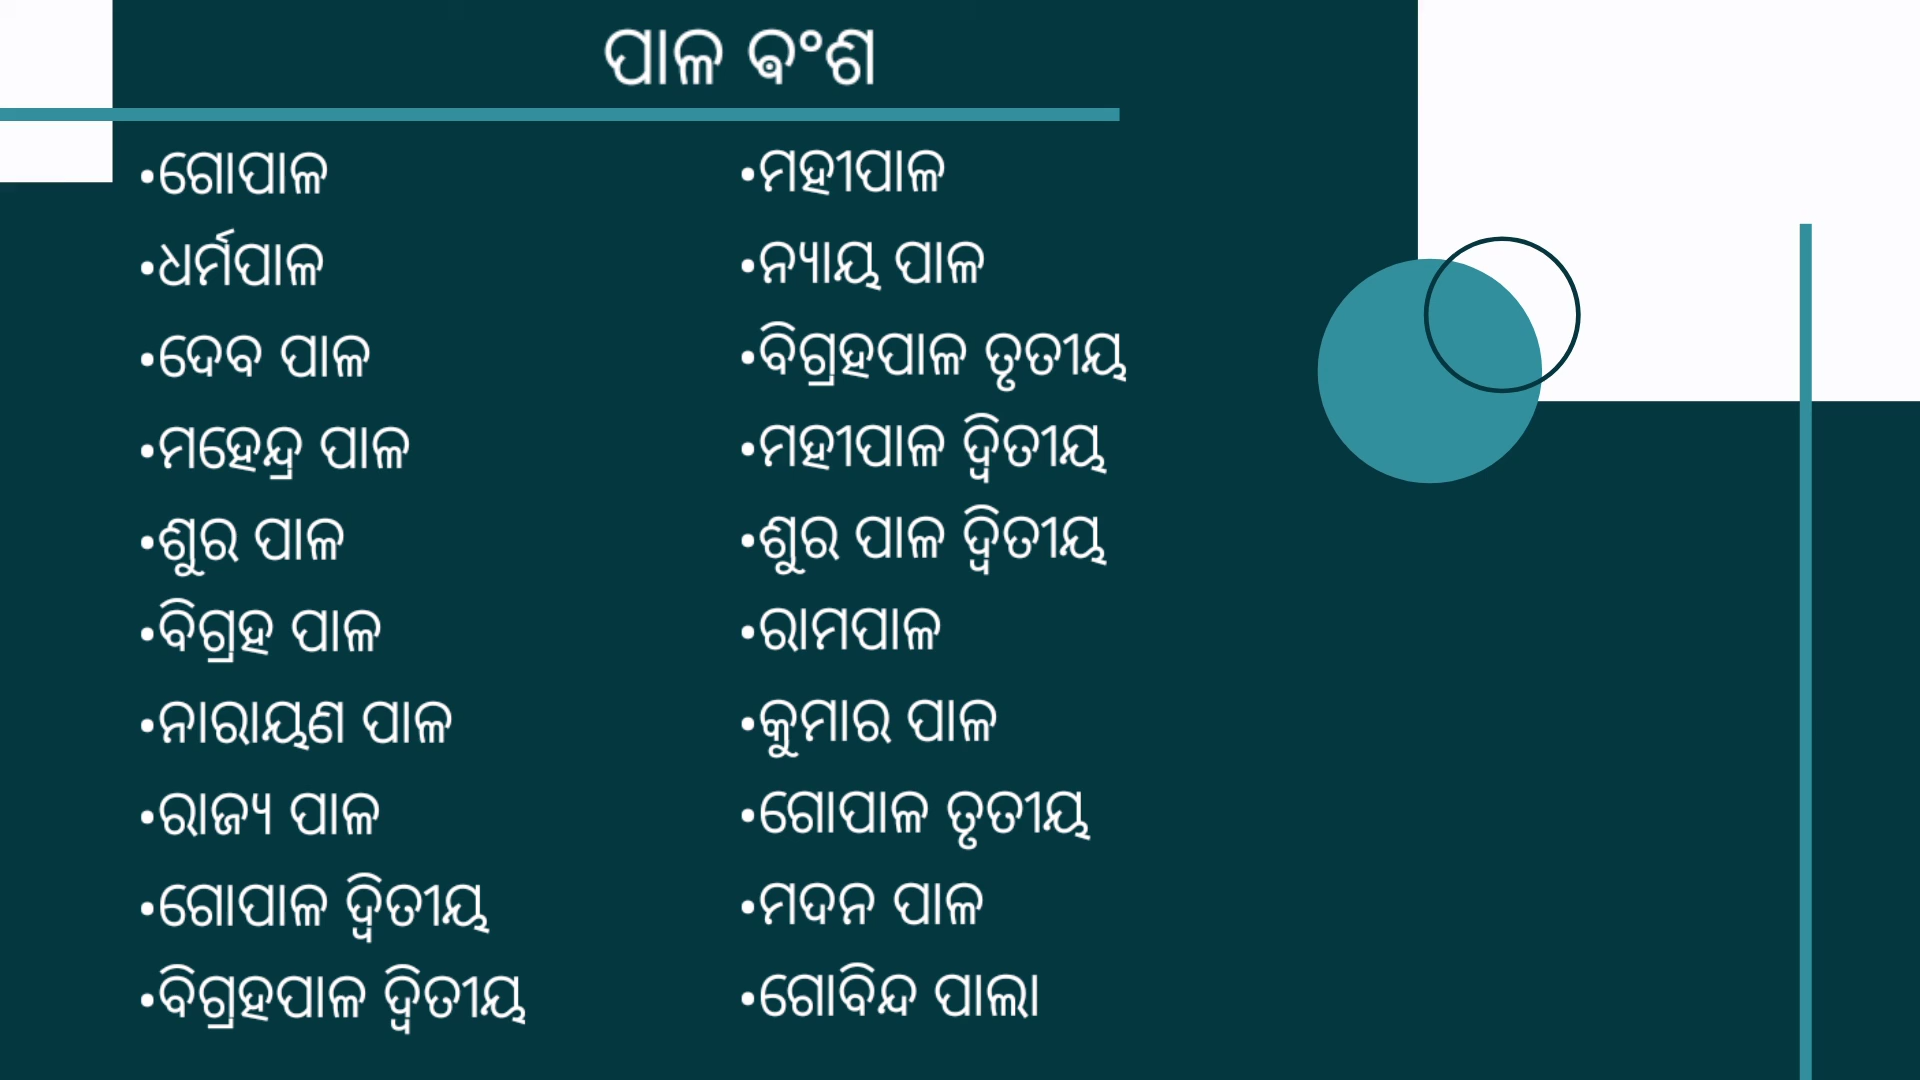 ପାଳ ଵଂଶ
•ଗୋପାଳ
•ଧର୍ମପାଳ
•ଦେବ ପାଳ
•ମହେନ୍ଦ୍ର ପାଳ
•ଶୁର ପାଳ
•ବିଗ୍ରହ ପାଳ
•ନାରାୟଣ ପାଳ
•ରାଜ୍ୟ ପାଳ
•ଗୋପାଳ ଦ୍ୱିତୀୟ
•ବିଗ୍ରହପାଳ ଦ୍ୱିତୀୟ
•ମହୀପାଳ
•ନ୍ୟାୟ ପାଳ
•ବିଗ୍ରହପାଳ ତୃତୀୟ
•ମହୀପାଳ ଦ୍ୱିତୀୟ
•ଶୁର ପାଳ ଦ୍ୱିତୀୟ
•ରାମପାଳ
•କୁମାର ପାଳ
•ଗୋପାଳ ତୃତୀୟ
•ମଦନ ପାଳ
•ଗୋବିନ୍ଦ ପାଲା